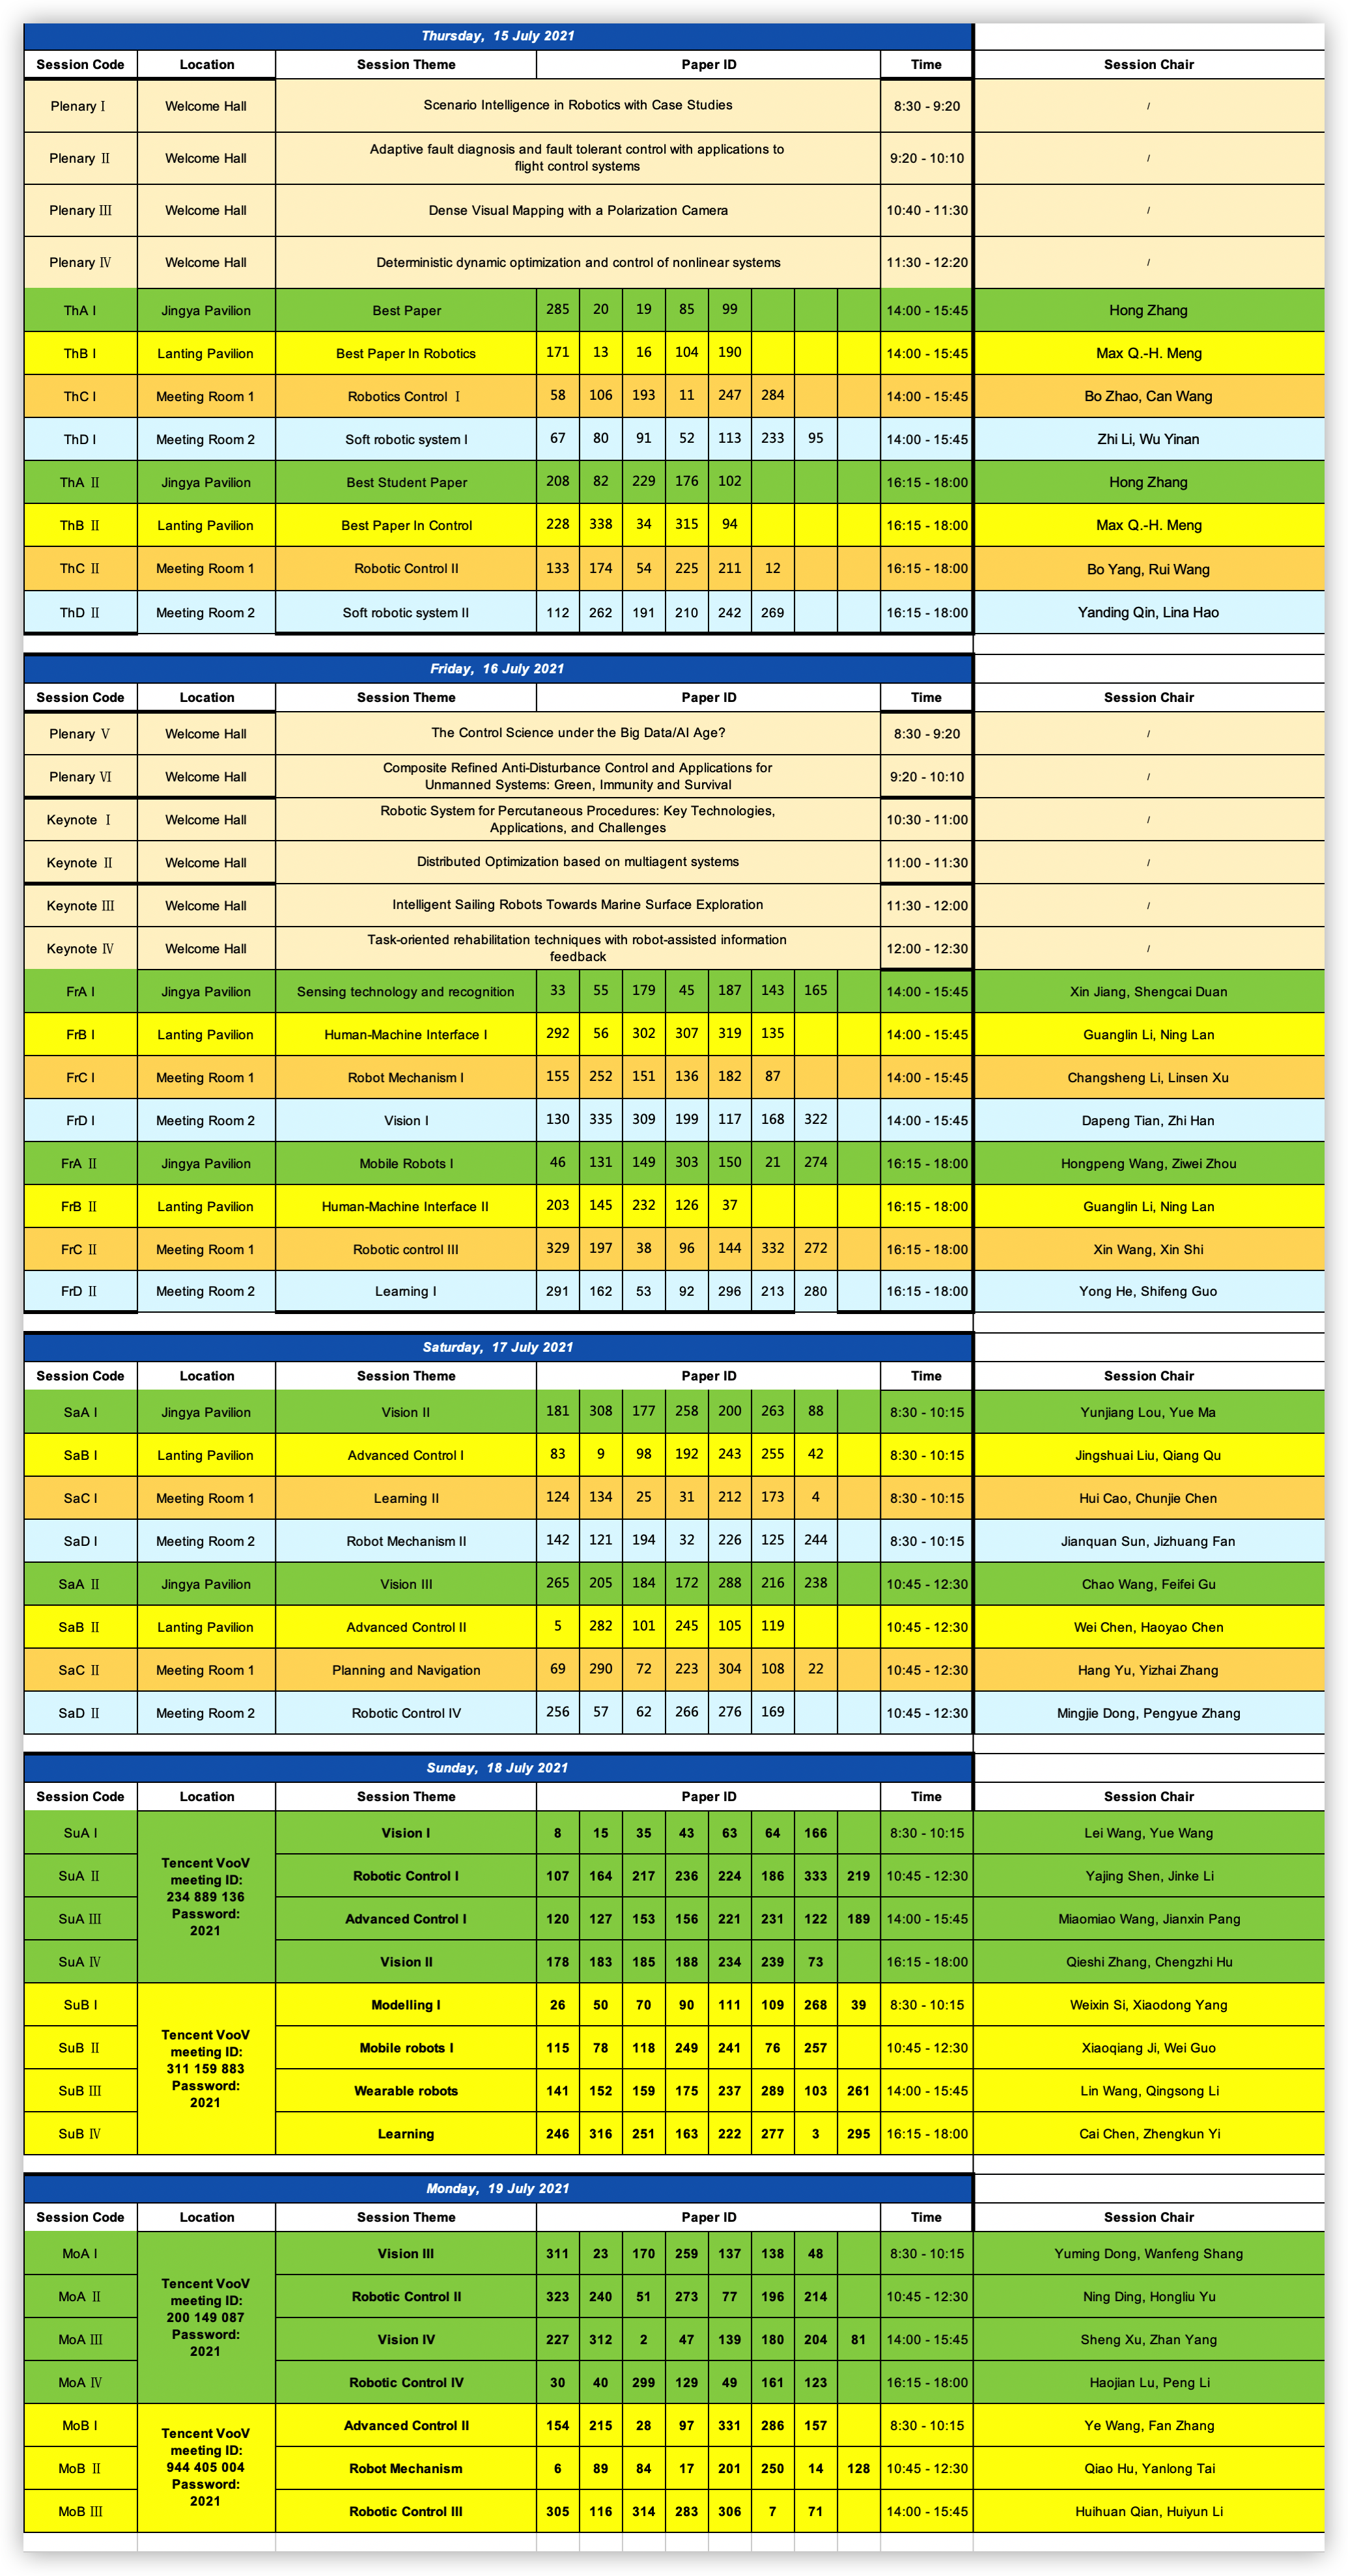 Thursday, 15 July 2021
Session Code Location Session Theme Paper ID Time Session Chair
Plenary Ⅰ Welcome Hall Scenario Intelligence in Robotics with Case Studies 8:30 - 9:20 /
Plenary Ⅱ Welcome Hall Adaptive fault diagnosis and fault tolerant control with applications to
flight control systems 9:20 - 10:10 /
Plenary Ⅲ Welcome Hall Dense Visual Mapping with a Polarization Camera 10:40 - 11:30 /
Plenary Ⅳ Welcome Hall Deterministic dynamic optimization and control of nonlinear systems 11:30 - 12:20 /
ThA I Jingya Pavilion Best Paper 285 20 19 85 99 14:00 - 15:45 Hong Zhang
ThB I Lanting Pavilion Best Paper In Robotics 171 13 16 104 190 14:00 - 15:45 Max Q.-H. Meng
ThC I Meeting Room 1 Robotics Control Ⅰ 58 106 193 11 247 284 14:00 - 15:45 Bo Zhao, Can Wang
ThD I Meeting Room 2 Soft robotic system I 67 80 91 52 113 233 95 14:00 - 15:45 Zhi Li, Wu Yinan
ThA Ⅱ Jingya Pavilion Best Student Paper 208 82 229 176 102 16:15 - 18:00 Hong Zhang
ThB Ⅱ Lanting Pavilion Best Paper In Control 228 338 34 315 94 16:15 - 18:00 Max Q.-H. Meng
ThC Ⅱ Meeting Room 1 Robotic Control II 133 174 54 225 211 12 16:15 - 18:00 Bo Yang, Rui Wang
ThD Ⅱ Meeting Room 2 Soft robotic system II 112 262 191 210 242 269 16:15 - 18:00 Yanding Qin, Lina Hao
Friday, 16 July 2021
Session Code Location Session Theme Paper ID Time Session Chair
Plenary Ⅴ Welcome Hall The Control Science under the Big Data/AI Age? 8:30 - 9:20 /
Plenary Ⅵ Welcome Hall Composite Refined Anti-Disturbance Control and Applications for
Unmanned Systems: Green, Immunity and Survival 9:20 - 10:10 /
Keynote Ⅰ Welcome Hall Robotic System for Percutaneous Procedures: Key Technologies,
Applications, and Challenges 10:30 - 11:00 /
Keynote Ⅱ Welcome Hall Distributed Optimization based on multiagent systems 11:00 - 11:30 /
Keynote Ⅲ Welcome Hall Intelligent Sailing Robots Towards Marine Surface Exploration 11:30 - 12:00 /
Keynote Ⅳ Welcome Hall Task-oriented rehabilitation techniques with robot-assisted information
feedback 12:00 - 12:30 /
FrA I Jingya Pavilion Sensing technology and recognition 33 55 179 45 187 143 165 14:00 - 15:45 Xin Jiang, Shengcai Duan
FrB I Lanting Pavilion Human-Machine Interface I 292 56 302 307 319 135 14:00 - 15:45 Guanglin Li, Ning Lan
FrC I Meeting Room 1 Robot Mechanism I 155 252 151 136 182 87 14:00 - 15:45 Changsheng Li, Linsen Xu
FrD I Meeting Room 2 Vision I 130 335 309 199 117 168 322 14:00 - 15:45 Dapeng Tian, Zhi Han
FrA Ⅱ Jingya Pavilion Mobile Robots I 46 131 149 303 150 21 274 16:15 - 18:00 Hongpeng Wang, Ziwei Zhou
FrB Ⅱ Lanting Pavilion Human-Machine Interface II 203 145 232 126 37 16:15 - 18:00 Guanglin Li, Ning Lan
FrC Ⅱ Meeting Room 1 Robotic control III 329 197 38 96 144 332 272 16:15 - 18:00 Xin Wang, Xin Shi
FrD Ⅱ Meeting Room 2 Learning I 291 162 53 92 296 213 280 16:15 - 18:00 Yong He, Shifeng Guo
Saturday, 17 July 2021
Session Code Location Session Theme Paper ID Time Session Chair
SaA I Jingya Pavilion Vision II 181 308 177 258 200 263 88 8:30 - 10:15 Yunjiang Lou, Yue Ma
SaB I Lanting Pavilion Advanced Control I 83 9 98 192 243 255 42 8:30 - 10:15 Jingshuai Liu, Qiang Qu
SaC I Meeting Room 1 Learning II 124 134 25 31 212 173 4 8:30 - 10:15 Hui Cao, Chunjie Chen
SaD I Meeting Room 2 Robot Mechanism II 142 121 194 32 226 125 244 8:30 - 10:15 Jianquan Sun, Jizhuang Fan
SaA Ⅱ Jingya Pavilion Vision III 265 205 184 172 288 216 238 10:45 - 12:30 Chao Wang, Feifei Gu
SaB Ⅱ Lanting Pavilion Advanced Control II 5 282 101 245 105 119 10:45 - 12:30 Wei Chen, Haoyao Chen
SaC Ⅱ Meeting Room 1 Planning and Navigation 69 290 72 223 304 108 22 10:45 - 12:30 Hang Yu, Yizhai Zhang
SaD Ⅱ Meeting Room 2 Robotic Control IV 256 57 62 266 276 169 10:45 - 12:30 Mingjie Dong, Pengyue Zhang
Sunday, 18 July 2021
Session Code Location Session Theme Paper ID Time Session Chair
Tencent VooV
meeting ID:
234 889 136
Password:
2021
SuA I Vision I 8 15 35 43 63 64 166 8:30 - 10:15 Lei Wang, Yue Wang
SuA Ⅱ Robotic Control I 107 164 217 236 224 186 333 219 10:45 - 12:30 Yajing Shen, Jinke Li
SuA Ⅲ Advanced Control I 120 127 153 156 221 231 122 189 14:00 - 15:45 Miaomiao Wang, Jianxin Pang
SuA Ⅳ Vision II 178 183 185 188 234 239 73 16:15 - 18:00 Qieshi Zhang, Chengzhi Hu
Tencent VooV
meeting ID:
311 159 883
Password:
2021
SuB I Modelling I 26 50 70 90 111 109 268 39 8:30 - 10:15 Weixin Si, Xiaodong Yang
SuB Ⅱ Mobile robots I 115 78 118 249 241 76 257 10:45 - 12:30 Xiaoqiang Ji, Wei Guo
SuB Ⅲ Wearable robots 141 152 159 175 237 289 103 261 14:00 - 15:45 Lin Wang, Qingsong Li
SuB Ⅳ Learning 246 316 251 163 222 277 3 295 16:15 - 18:00 Cai Chen, Zhengkun Yi
Monday, 19 July 2021
Session Code Location Session Theme Paper ID Time Session Chair
Tencent VooV
meeting ID:
200 149 087
Password:
2021
MoA I Vision III 311 23 170 259 137 138 48 8:30 - 10:15 Yuming Dong, Wanfeng Shang
MoA Ⅱ Robotic Control II 323 240 51 273 77 196 214 10:45 - 12:30 Ning Ding, Hongliu Yu
MoA Ⅲ Vision IV 227 312 2 47 139 180 204 81 14:00 - 15:45 Sheng Xu, Zhan Yang
MoA Ⅳ Robotic Control IV 30 40 299 129 49 161 123 16:15 - 18:00 Haojian Lu, Peng Li
Tencent VooV
meeting ID:
944 405 004
Password:
2021
MoB I Advanced Control II 154 215 28 97 331 286 157 8:30 - 10:15 Ye Wang, Fan Zhang
MoB Ⅱ Robot Mechanism 6 89 84 17 201 250 14 128 10:45 - 12:30 Qiao Hu, Yanlong Tai
MoB Ⅲ Robotic Control III 305 116 314 283 306 7 71 14:00 - 15:45 Huihuan Qian, Huiyun Li